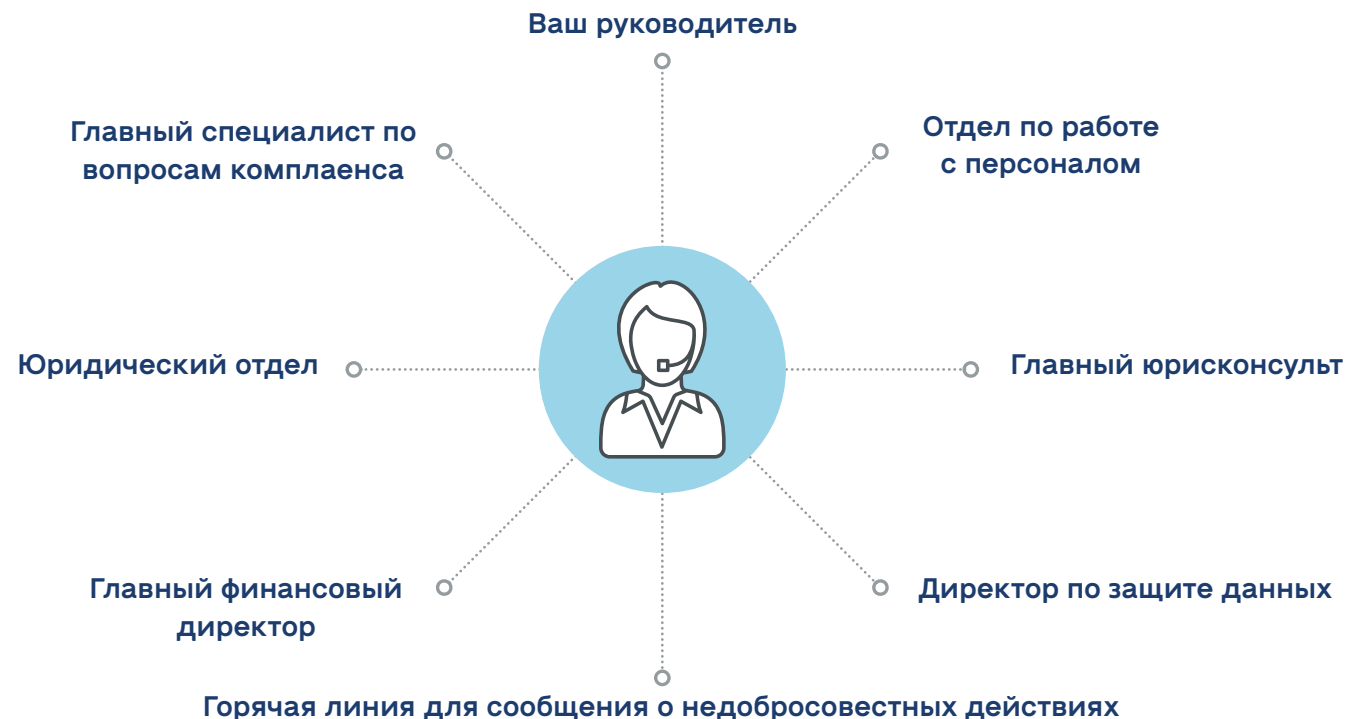 Ваш руководитель
Главный специалист по
вопросам комплаенса
Отдел по работе
с персоналом
Юридический отдел
Главный юрисконсульт
Главный финансовый
директор
Директор по защите данных
Горячая линия для сообщения о недобросовестных действиях